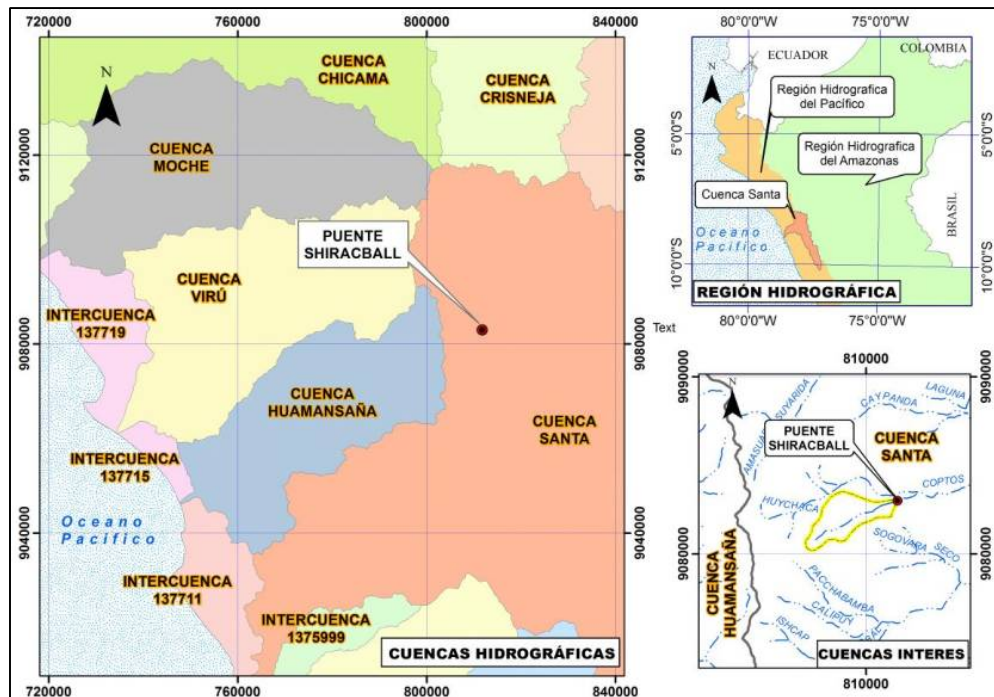 720000
760000
800000
840000
N
CUENCA
CHICAMA
CUENCA
CRISNEJA
CUENCA
MOCHE
9120000
9120000
PUENTE
SHIRACBALL
CUENCA
VIRÚ
INTERCUENCA
137719
9080000
9080000
CUENCA
HUAMANSAÑA
CUENCA
SANTA
INTERCUENCA
137715
Oceano
Pacífico
9040000
9040000
INTERCUENCA
137711
INTERCUENCA
1375999
CUENCAS HIDROGRÁFICAS
720000
760000
800000
840000
80°0'0"W
75°0'0"W
N
ECUADOR
COLOMBIA
Región Hidrografica
del Pacífico
5°0'0"S
5°0'0"S
Región Hidrografica
del Amazonas
Cuenca Santa
BRASIL
Oceano
Pacífico
10°0'0"S
10°0'0"S
REGIÓN HIDROGRÁFICA
80°0'0"W
75°0'0"W
Text
810000
9090000
9090000
N
LAGUNA
CAYPANDA
SUYARIDA
AMASUAR
PUENTE
SHIRACBALL
CUENCA
SANTA
COPTOS
HUYCHACA
SOGOVARA
SECO
9080000
9080000
CUENCA
HUAMANSAÑA
PACCHABAMBA
CALIPUY
SAL
ISHCAP
CUENCAS INTERES
810000